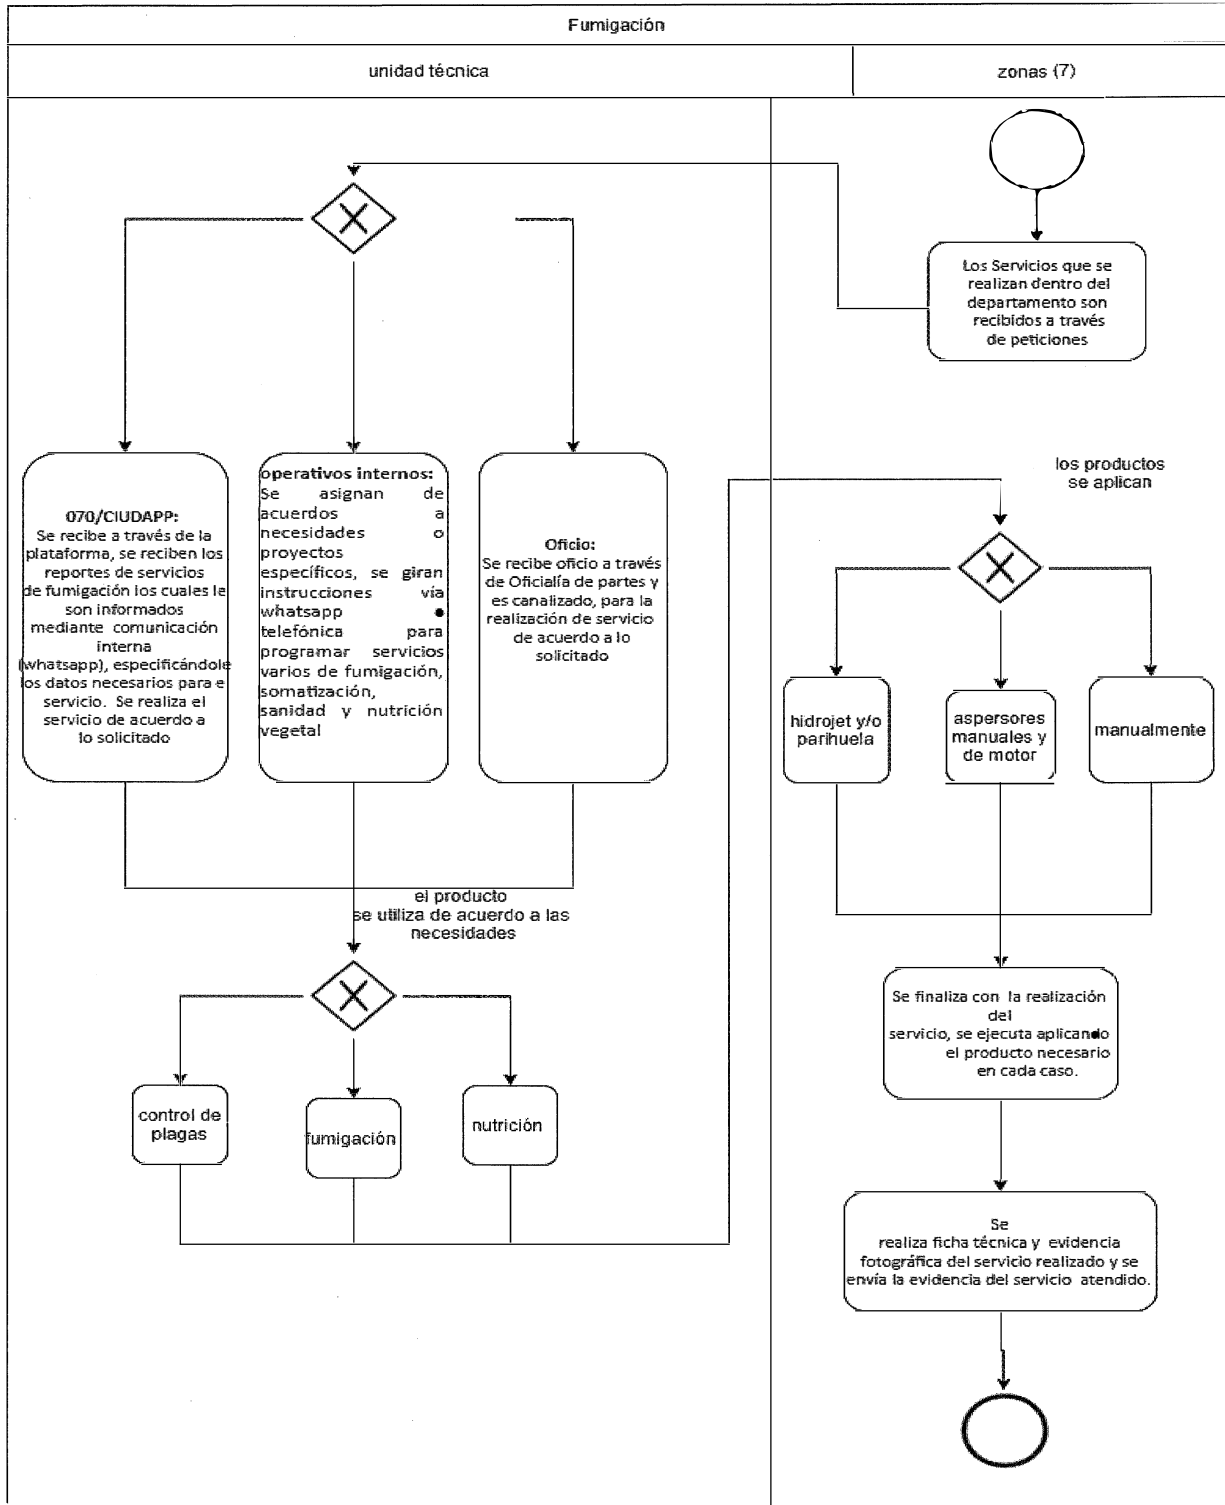 Fumigación
unidad técnica
zonas (7)
Los Servicios que se
realizan dentro del
departamento son
recibidos a través
de peticiones
070/CIUDAPP:
Se recibe a través de la
plataforma, se reciben los
reportes de servicios
de fumigación los cuales le
son informados
mediante comunicación
interna
(whatsapp), especificándole
los datos necesarios para e
servicio. Se realiza el
servicio de acuerdo a
lo solicitado
operativos internos:
Se asignan de
acuerdos a
necesidades o
proyectos
específicos, se giran
instrucciones vía
whatsapp o
telefónica para
programar servicios
varios de fumigación,
somatización,
sanidad y nutrición
vegetal
Oficio:
Se recibe oficio a través
de Oficialía de partes y
es canalizado, para la
realización de servicio
de acuerdo a lo
solicitado
el producto
se utiliza de acuerdo a las
necesidades
control de
plagas
fumigación
nutrición
los productos
se aplican
hidrojet y/o
parihuela
aspersores
manuales y
de motor
manualmente
Se finaliza con la realización
del
servicio, se ejecuta aplicando
el producto necesario
en cada caso.
Se
realiza ficha técnica y evidencia
fotográfica del servicio realizado y se
envía la evidencia del servicio atendido.